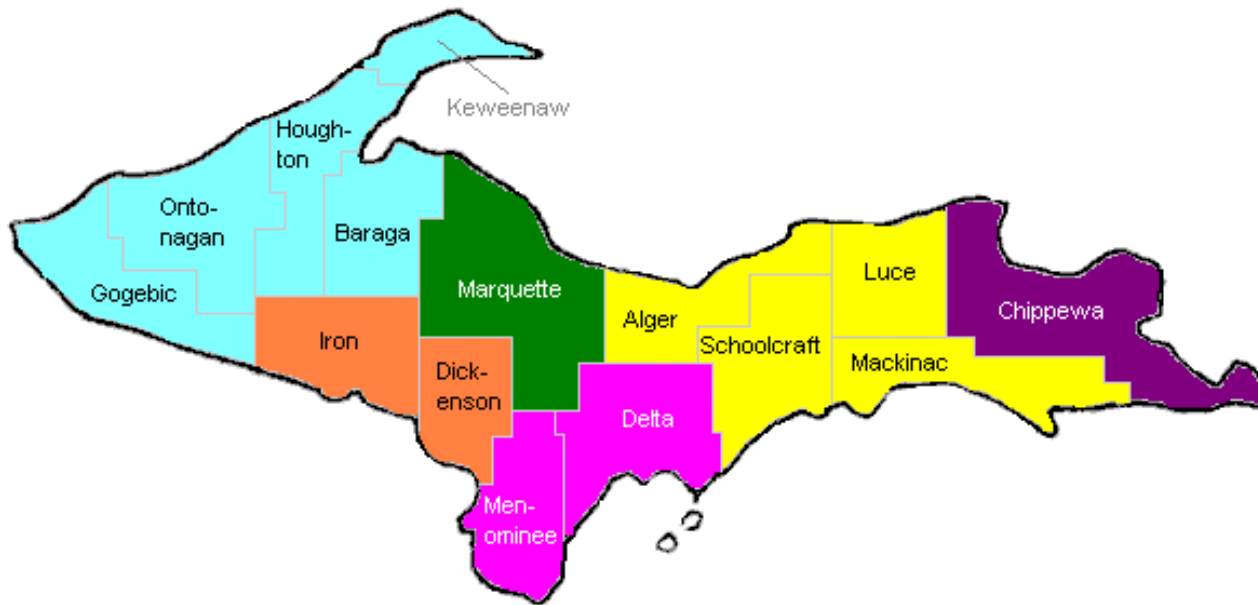 Keweenaw
Hough-
ton
Onto-
nagan
Baraga
Gogebic
Marquette
Luce
Chippewa
Alger
Iron
Schoolcraft
Mackinac
Dick-
enson
Delta
Men-
ominee